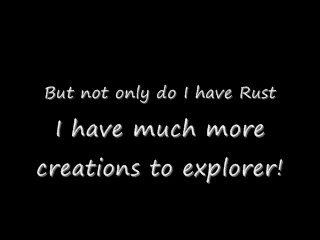 But not only do I have Rust
I have much more
creations to explorer!